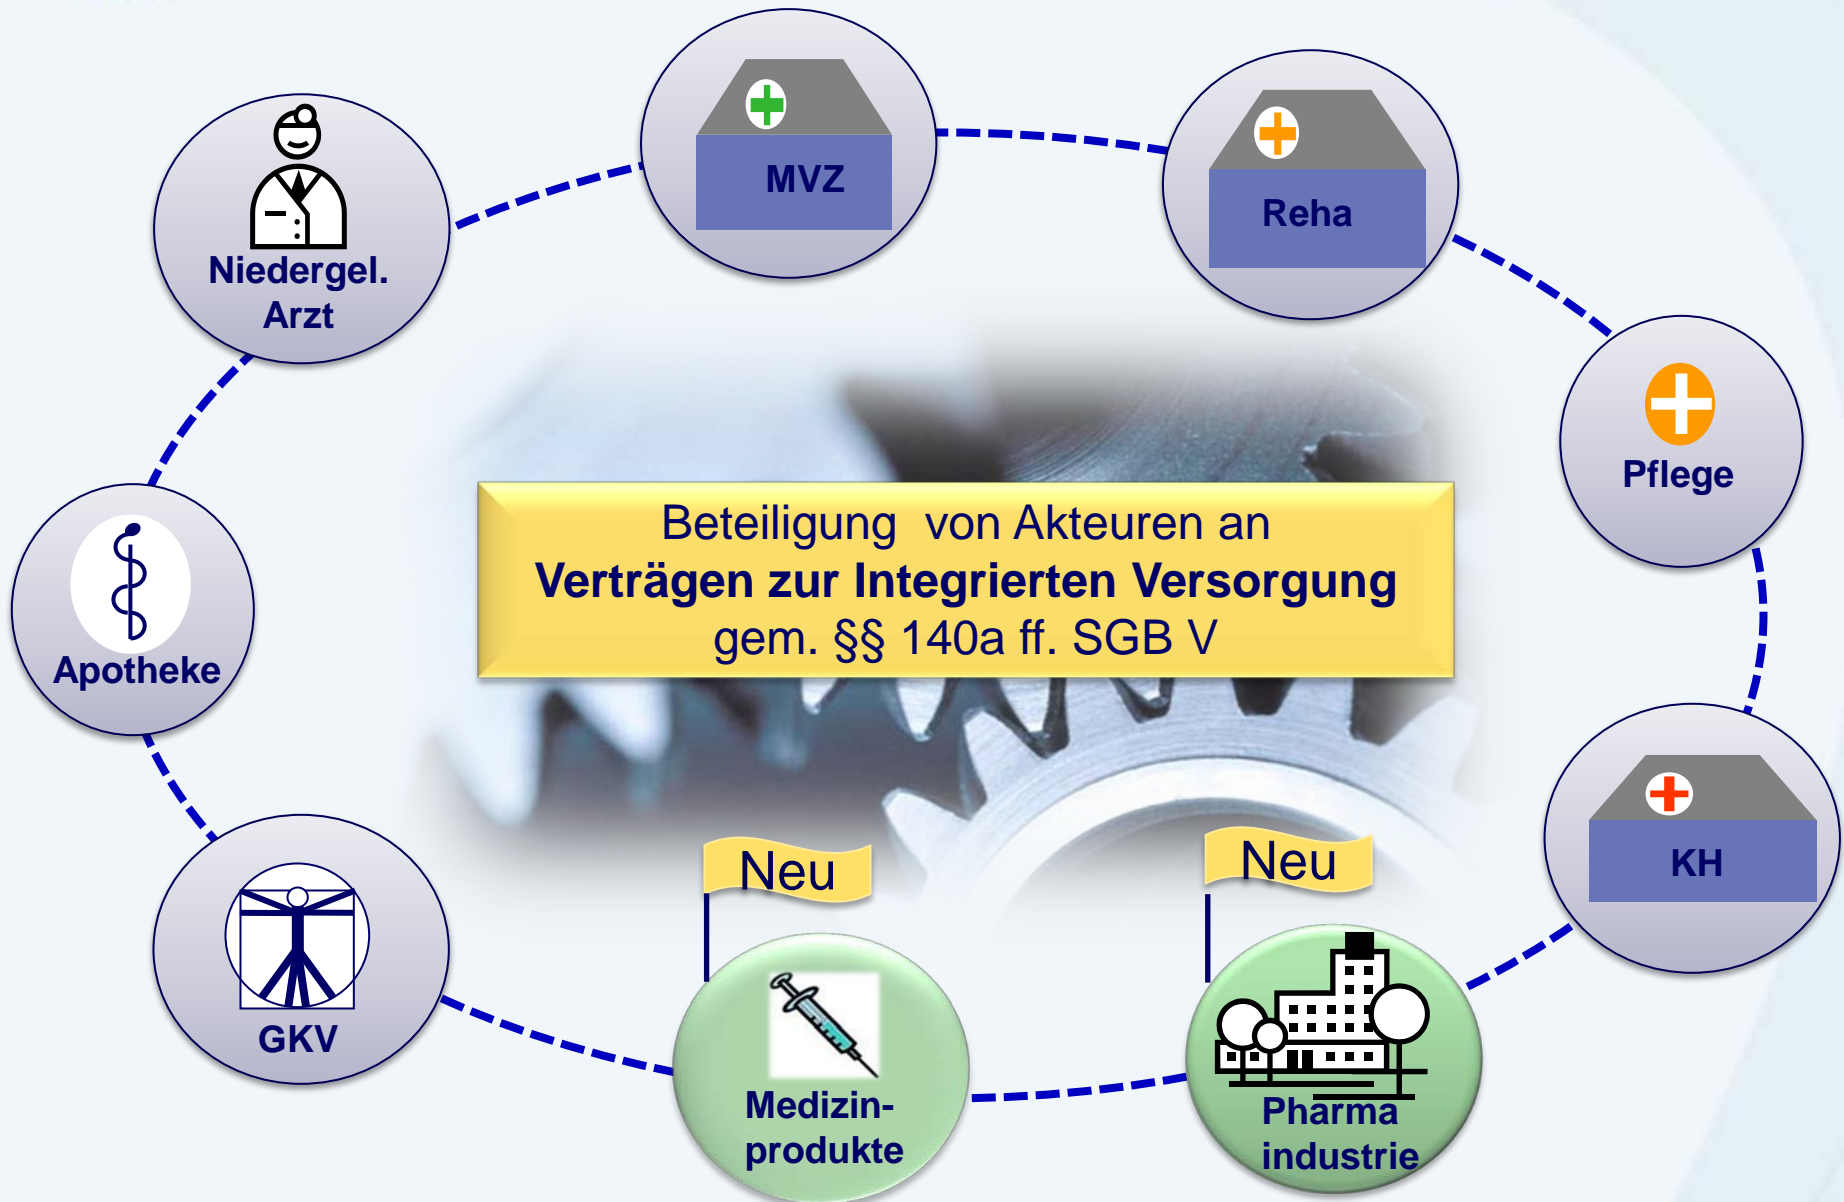 MVZ
Reha
Niedergel.
Arzt
Pflege
Beteiligung von Akteuren an
Verträgen zur Integrierten Versorgung
gem. §§ 140a ff. SGB V
Apotheke
KH
Neu
Neu
GKV
Medizin-
produkte
Pharma
industrie